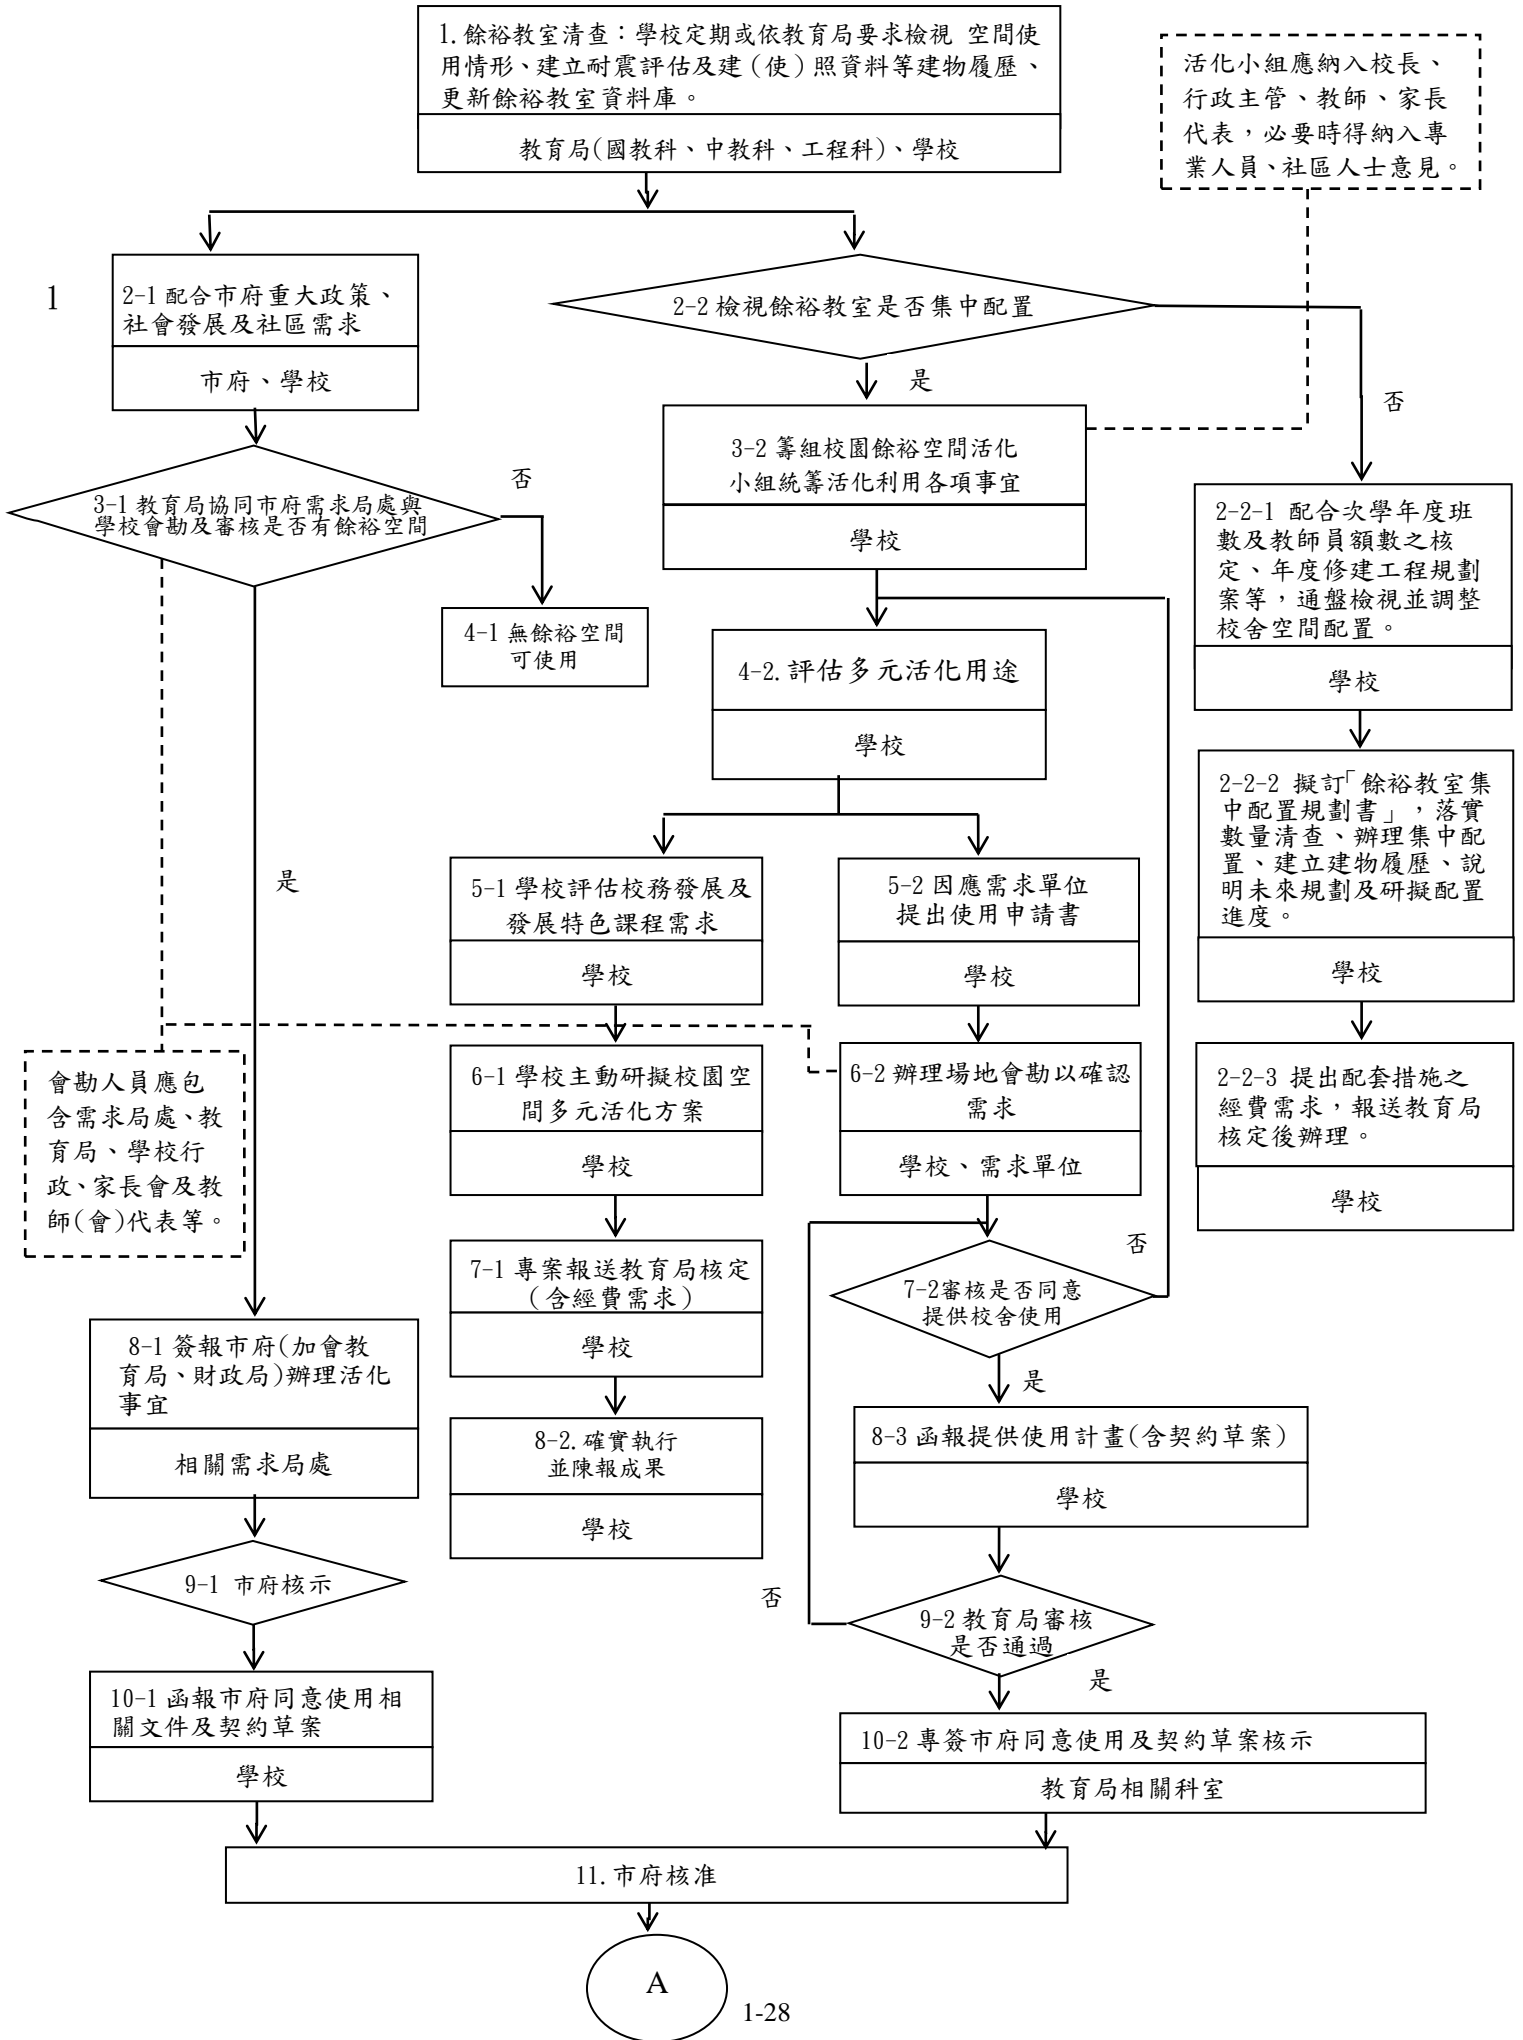 1.餘裕教室清查：學校定期或依教育局要求檢視 空間使
用情形、建立耐震評估及建(使)照資料等建物履歷、
更新餘裕教室資料庫。
教育局(國教科、中教科、工程科)、學校
活化小組應納入校長、
行政主管、教師、家長
代表，必要時得納入專
業人員、社區人士意見。
1
2-1 配合市府重大政策、
社會發展及社區需求
市府、學校
2-2 檢視餘裕教室是否集中配置
是
否
3-1 教育局協同市府需求局處與
學校會勘及審核是否有餘裕空間
否
是
4-1 無餘裕空間
可使用
3-2 籌組校園餘裕空間活化
小組統籌活化利用各項事宜
學校
2-2-1 配合次學年度班
數及教師員額數之核
定、年度修建工程規劃
案等，通盤檢視並調整
校舍空間配置。
學校
4-2.評估多元活化用途
學校
2-2-2 擬訂「餘裕教室集
中配置規劃書」，落實
數量清查、辦理集中配
置、建立建物履歷、說
明未來規劃及研擬配置
進度。
學校
5-1 學校評估校務發展及
發展特色課程需求
學校
5-2 因應需求單位
提出使用申請書
學校
會勘人員應包
含需求局處、教
育局、學校行
政、家長會及教
師(會)代表等。
6-1 學校主動研擬校園空
間多元活化方案
學校
6-2 辦理場地會勘以確認
需求
學校、需求單位
2-2-3 提出配套措施之
經費需求，報送教育局
核定後辦理。
學校
7-1 專案報送教育局核定
(含經費需求)
學校
7-2審核是否同意
提供校舍使用
否
是
8-1 簽報市府(加會教
育局、財政局)辦理活化
事宜
相關需求局處
8-2.確實執行
並陳報成果
學校
8-3 函報提供使用計畫(含契約草案)
學校
9-1 市府核示
9-2 教育局審核
是否通過
否
是
10-1 函報市府同意使用相
關文件及契約草案
學校
10-2 專簽市府同意使用及契約草案核示
教育局相關科室
11.市府核准
A
1-28